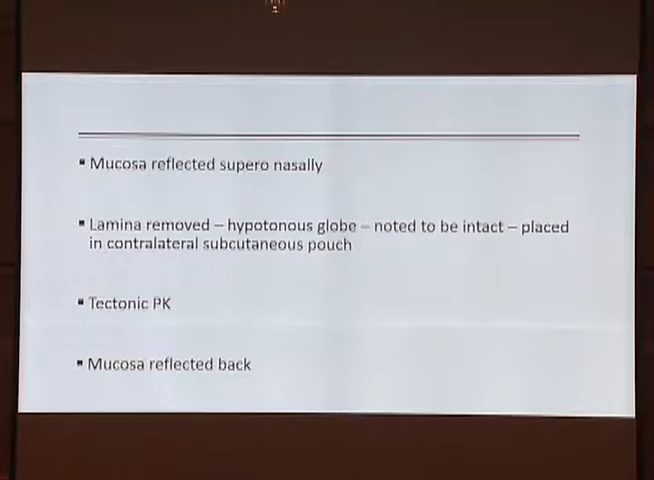 ▪ Mucosa reflected supero nasally
▪ Lamina removed – hypotonous globe – noted to be intact – placed
in contralateral subcutaneous pouch
▪ Tectonic PK
▪ Mucosa reflected back